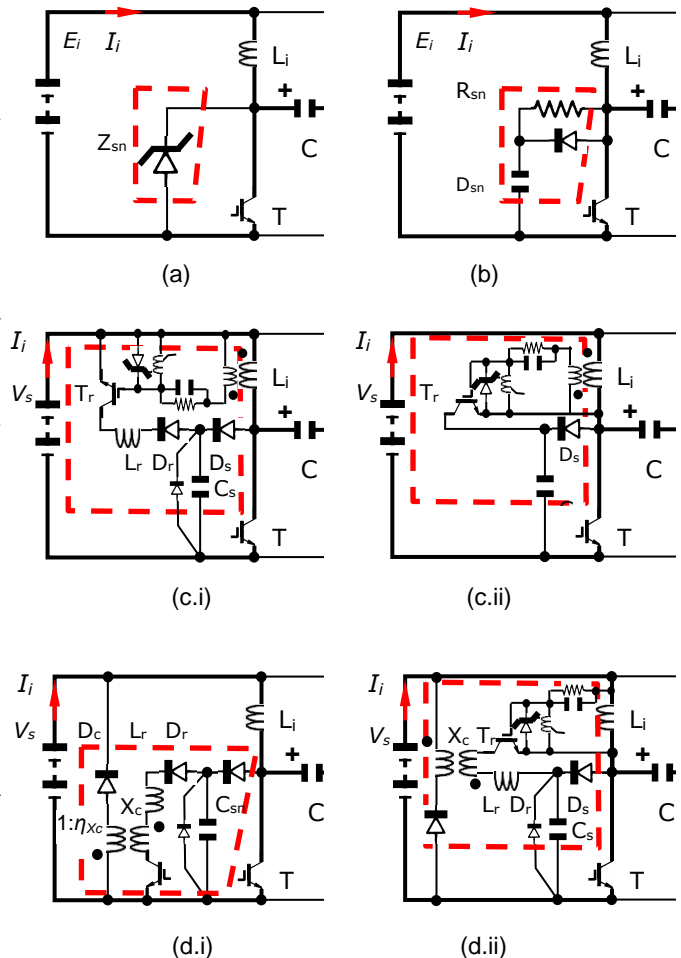 Ei Ii Li
+
Zsn C
T
(a)
Ei Ii Li
Rsn +
C
Dsn
T
(b)
Ii
Vs Tr Li
+
Lr Dr Ds C
Cs
T
(c.i)
Ii
Vs Tr Li
+
Ds C
T
(c.ii)
Ii
Vs Dc Lr Dr Li
+
Xc Csn C
1:ηXc
T
(d.i)
Ii
Vs Xc Tr Li
+
Lr Dr Ds C
Cs
T
(d.ii)